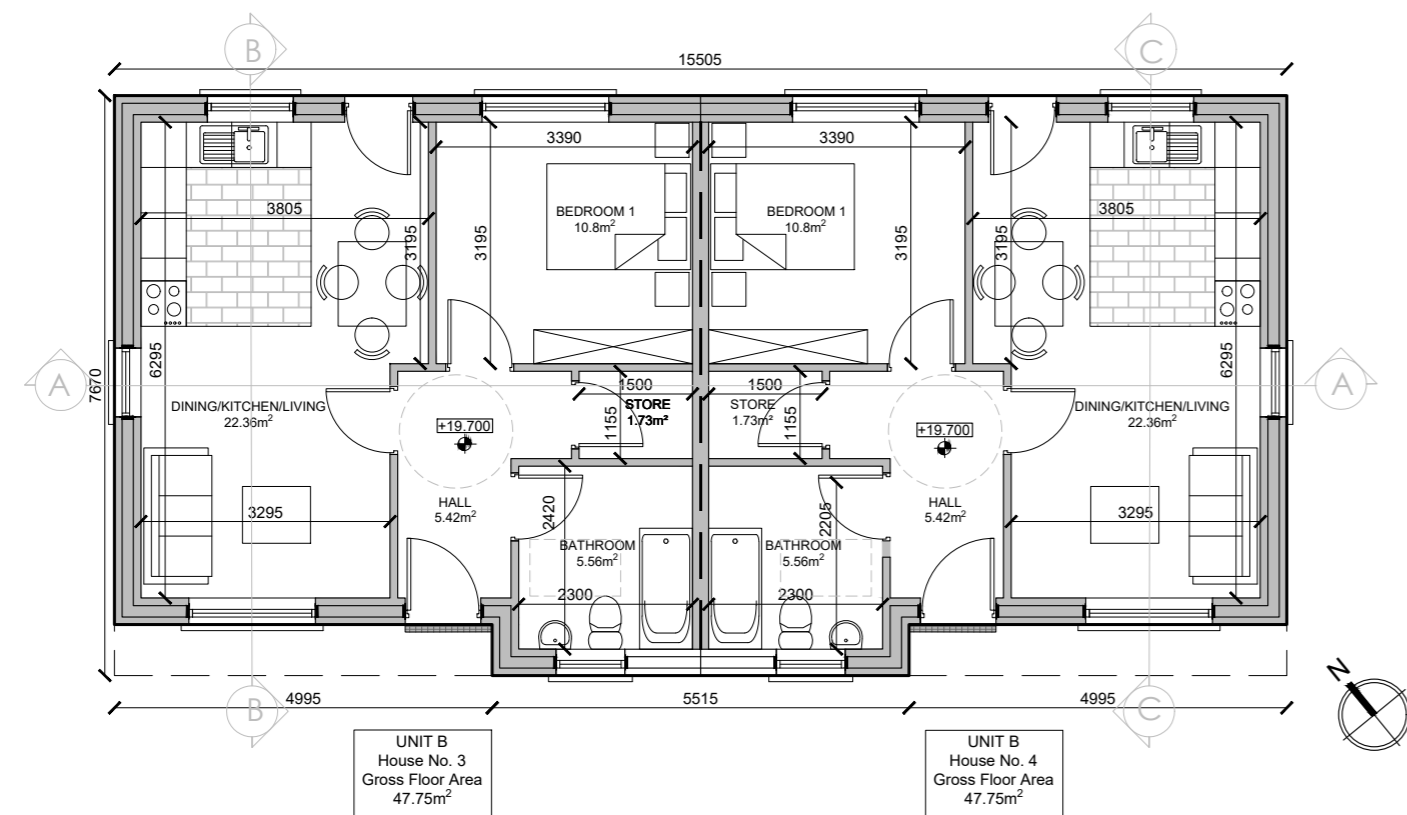 B
C
15505
3390
3390
3805
3805
BEDROOM 1
10.8m²
BEDROOM 1
10.8m²
3195
3195
3195
3195
A
A
7670
6295
6295
1500
1500
DINING/KITCHEN/LIVING
22.36m²
STORE
1.73m²
STORE
1.73m²
DINING/KITCHEN/LIVING
22.36m²
1155
1155
+19.700
+19.700
HALL
5.42m²
HALL
5.42m²
3295
3295
2420
2205
BATHROOM
5.56m²
BATHROOM
5.56m²
2300
2300
4995
5515
4995
B
C
N
UNIT B
House No. 3
Gross Floor Area
47.75m²
UNIT B
House No. 4
Gross Floor Area
47.75m²